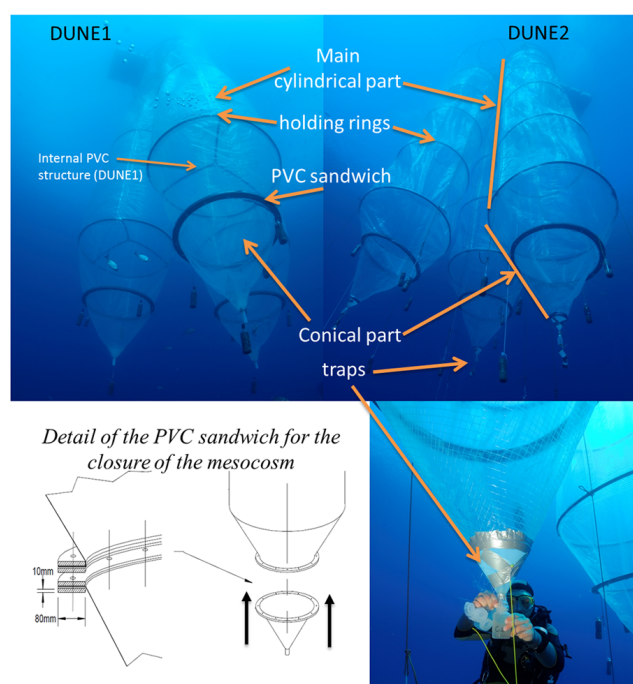 DUNE1
DUNE2
Main
cylindrical part
holding rings
Internal PVC
structure (DUNE1)
PVC sandwich
Conical part
traps
Detail of the PVC sandwich for the
closure of the mesocosm
10mm
80mm